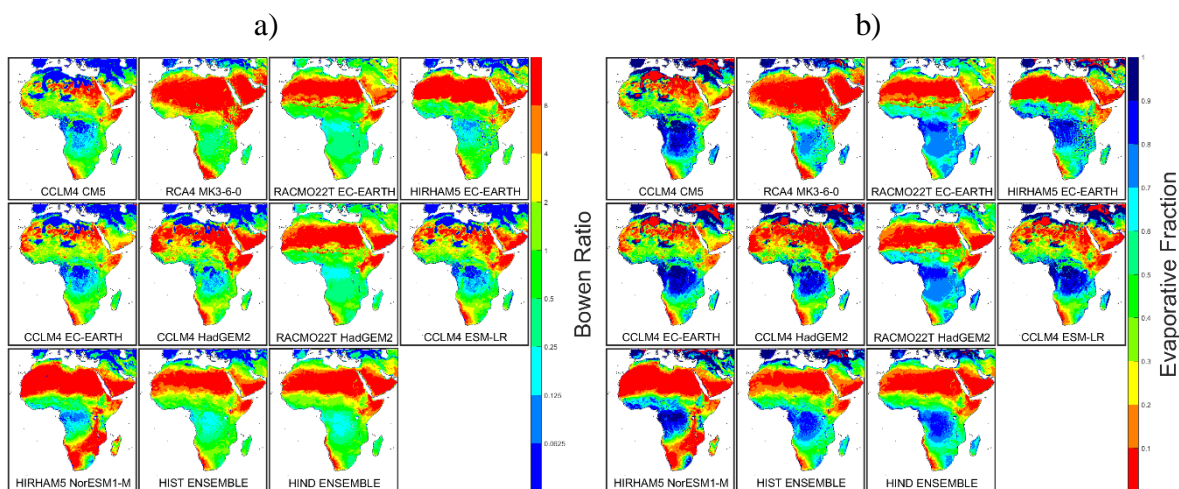 a)
b)
CCLM4 CM5
RCA4 MK3-6-0
RACMO22T EC-EARTH
HIRHAM5 EC-EARTH
CCLM4 EC-EARTH
CCLM4 HadGEM2
RACMO22T HadGEM2
CCLM4 ESM-LR
HIRHAM5 NorESM1-M
HIST ENSEMBLE
HIND ENSEMBLE
8
4
2
1
0.5
0.25
0.125
0.0825
Bowen Ratio
CCLM4 CM5
RCA4 MK3-6-0
RACMO22T EC-EARTH
HIRHAM5 EC-EARTH
CCLM4 EC-EARTH
CCLM4 HadGEM2
RACMO22T HadGEM2
CCLM4 ESM-LR
HIRHAM5 NorESM1-M
HIST ENSEMBLE
HIND ENSEMBLE
1
0.9
0.8
0.7
0.6
0.5
0.4
0.3
0.2
0.1
Evaporative Fraction